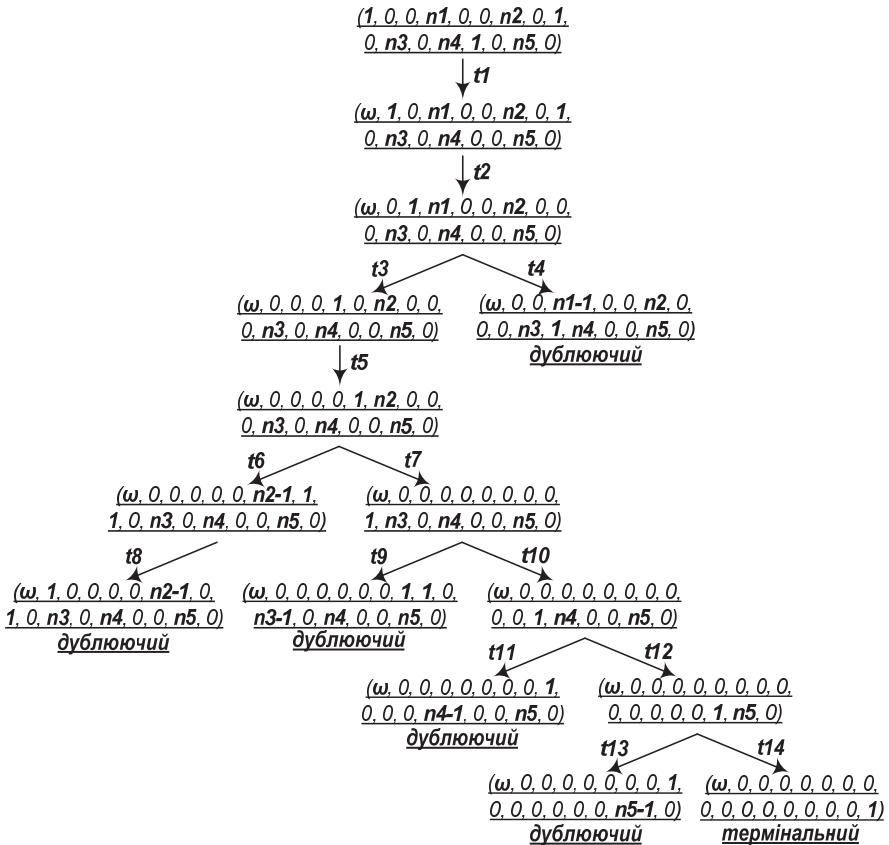 (1, 0, 0, n1, 0, 0, n2, 0, 1,
0, n3, 0, n4, 1, 0, n5, 0)
t1
(ω, 1, 0, n1, 0, 0, n2, 0, 1,
0, n3, 0, n4, 0, 0, n5, 0)
t2
(ω, 0, 1, n1, 0, 0, n2, 0, 0,
0, n3, 0, n4, 0, 0, n5, 0)
t3
t4
(ω, 0, 0, 0, 1, 0, n2, 0, 0,
0, n3, 0, n4, 0, 0, n5, 0)
(ω, 0, 0, n1-1, 0, 0, n2, 0,
0, 0, n3, 1, n4, 0, 0, n5, 0)
дублюючий
t5
(ω, 0, 0, 0, 0, 1, n2, 0, 0,
0, n3, 0, n4, 0, 0, n5, 0)
t6
t7
(ω, 0, 0, 0, 0, 0, n2-1, 1,
1, 0, n3, 0, n4, 0, 0, n5, 0)
(ω, 0, 0, 0, 0, 0, 0, 0, 0,
1, n3, 0, n4, 0, 0, n5, 0)
t8
t9
t10
(ω, 1, 0, 0, 0, 0, n2-1, 0,
1, 0, n3, 0, n4, 0, 0, n5, 0)
дублюючий
(ω, 0, 0, 0, 0, 0, 0, 1, 1, 0,
n3-1, 0, n4, 0, 0, n5, 0)
дублюючий
(ω, 0, 0, 0, 0, 0, 0, 0, 0,
0, 0, 1, n4, 0, 0, n5, 0)
t11
t12
(ω, 0, 0, 0, 0, 0, 0, 0, 1,
0, 0, 0, n4-1, 0, 0, n5, 0)
дублюючий
(ω, 0, 0, 0, 0, 0, 0, 0, 0,
0, 0, 0, 0, 0, 1, n5, 0)
t13
t14
(ω, 0, 0, 0, 0, 0, 0, 0, 1,
0, 0, 0, 0, 0, 0, n5-1, 0)
дублюючий
(ω, 0, 0, 0, 0, 0, 0, 0,
0, 0, 0, 0, 0, 0, 0, 0, 1)
термінальний